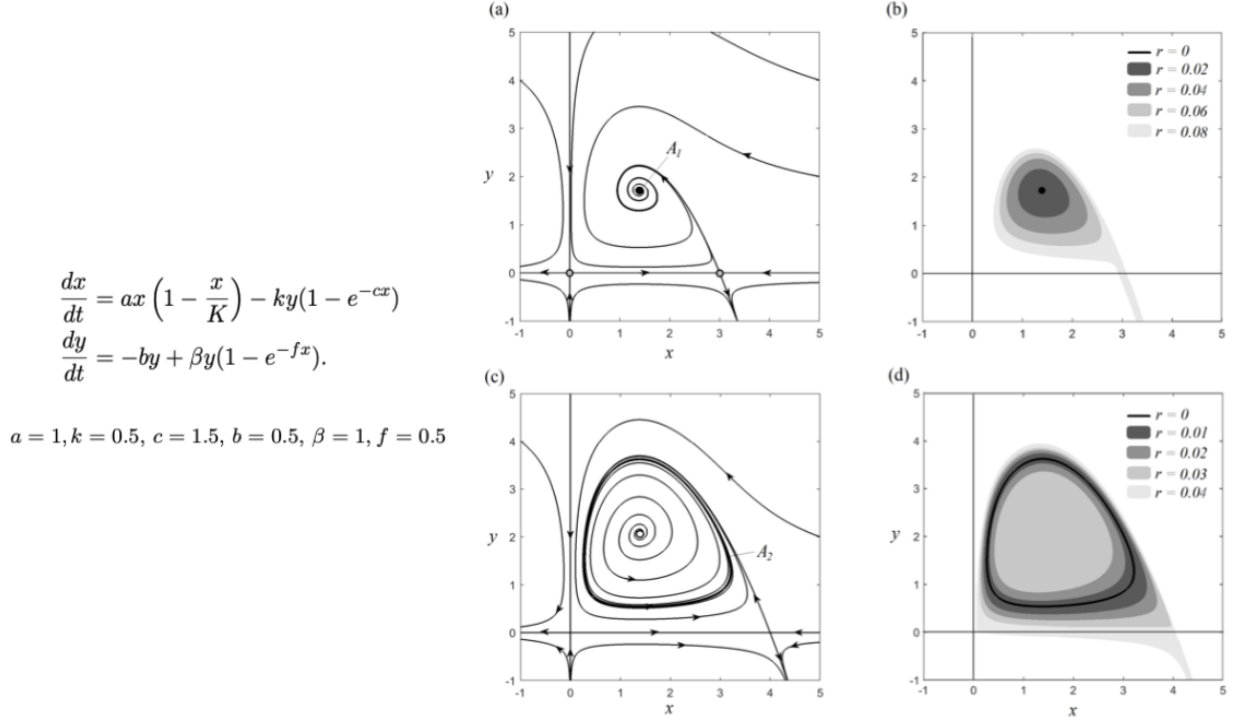 dx/dt = ax (1 − x/K) − ky(1 − e^{−cx})
dy/dt = −by + βy(1 − e^{−fx}).
a = 1, k = 0.5, c = 1.5, b = 0.5, β = 1, f = 0.5
(a)
5
4
3
2
1
0
-1
y
A₁
-1 0 1 2 3 4 5
x
(b)
5
4
3
2
1
0
-1
r = 0
r = 0.02
r = 0.04
r = 0.06
r = 0.08
-1 0 1 2 3 4 5
(c)
5
4
3
2
1
0
-1
y
A₂
-1 0 1 2 3 4 5
x
(d)
5
4
3
2
1
0
-1
y
r = 0
r = 0.01
r = 0.02
r = 0.03
r = 0.04
-1 0 1 2 3 4 5
x